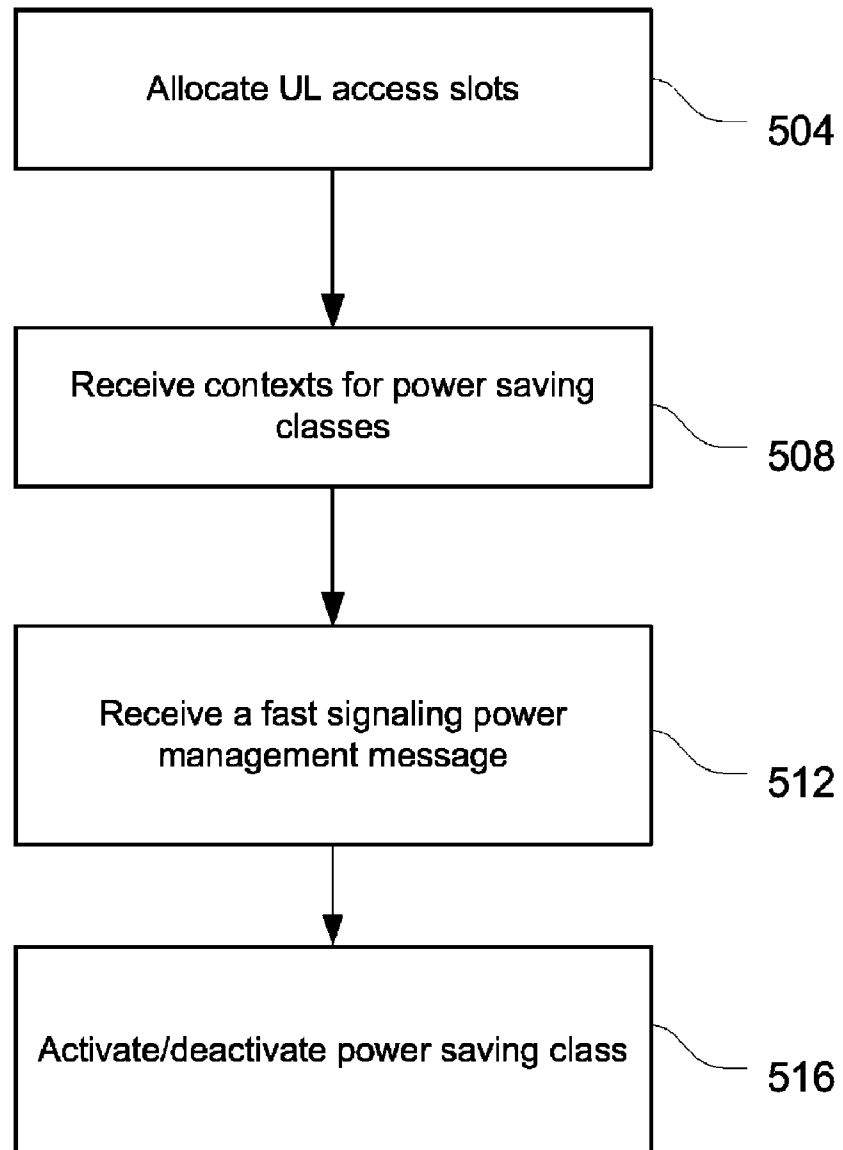 Allocate UL access slots
504
Receive contexts for power saving
classes
508
Receive a fast signaling power
management message
512
Activate/deactivate power saving class
516